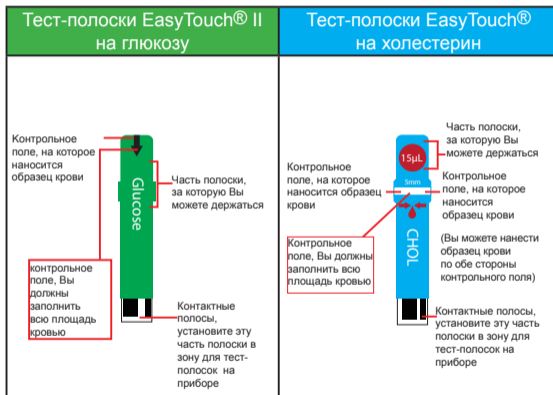 Тест-полоски EasyTouch® II
на глюкозу
Контрольное
поле, на которое
наносится
образец крови
Glucose
Часть полоски,
за которую Вы
можете держаться
контрольное
поле, Вы
должны
заполнить
всю площадь
кровью
Контактные
полосы,
установите эту
часть полоски в
зону для тест-
полосок на
приборе
Тест-полоски EasyTouch®
на холестерин
Часть полоски,
за которую Вы
можете держаться
15µL
5mm
CHOL
Контрольное
поле, на которое
наносится образец
крови
Контрольное
поле, на которое
наносится
образец крови
(Вы можете нанести
образец крови
по обе стороны
контрольного поля)
Контрольное
поле, Вы должны
заполнить всю
площадь кровью
Контактные полосы,
установите эту часть
полоски в зону для
тест-полосок на
приборе